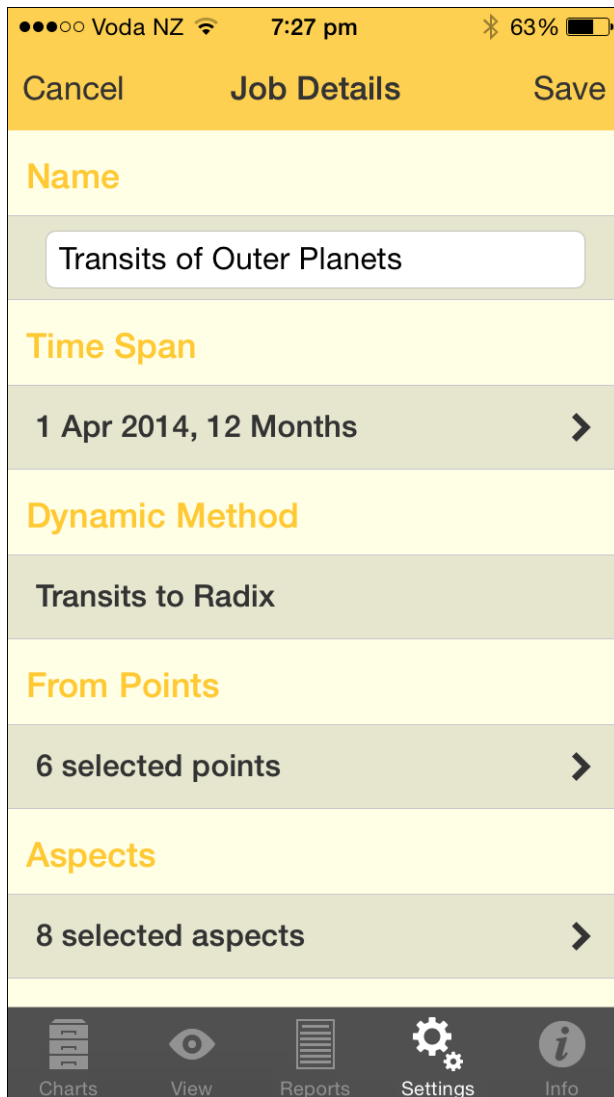 Voda NZ 7:27 pm 63%
Cancel Job Details Save
Name
Transits of Outer Planets
Time Span
1 Apr 2014, 12 Months
Dynamic Method
Transits to Radix
From Points
6 selected points
Aspects
8 selected aspects
Charts View Reports Settings Info